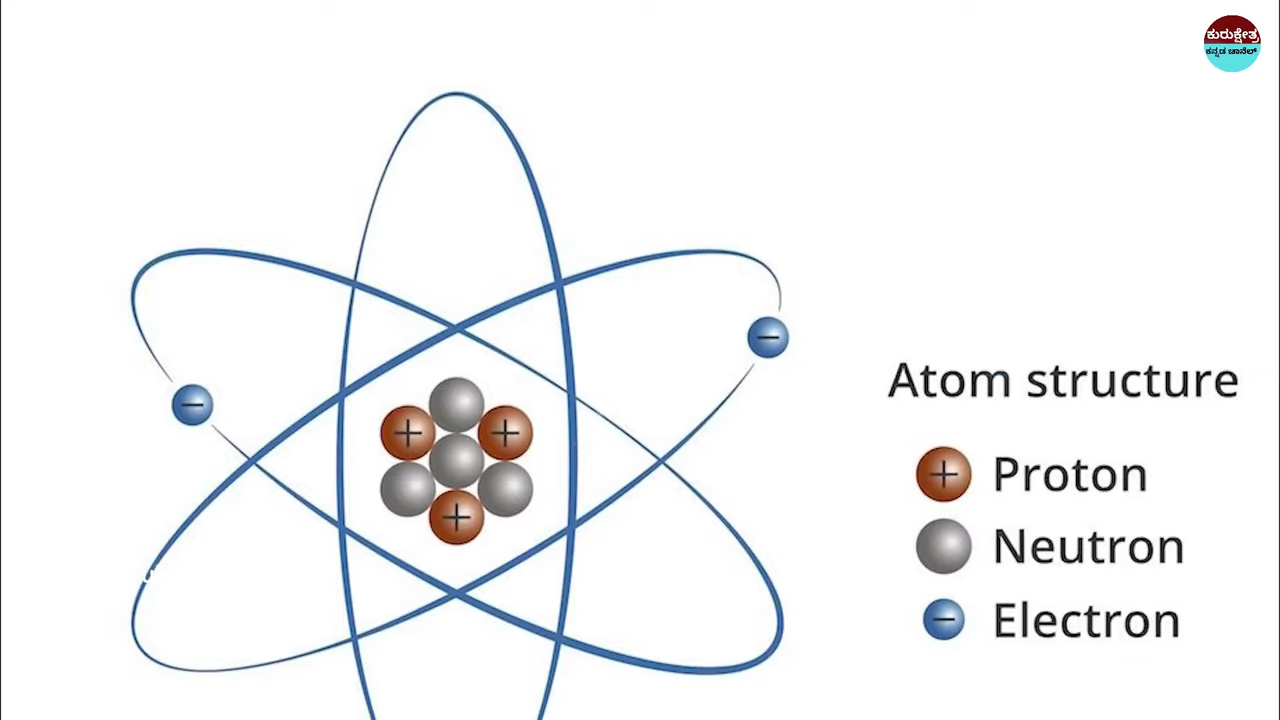 ಕುರುಕ್ಷೇತ್ರ
ಕನ್ನಡ ಚಾನೆಲ್
Atom structure
+ Proton
Neutron
− Electron